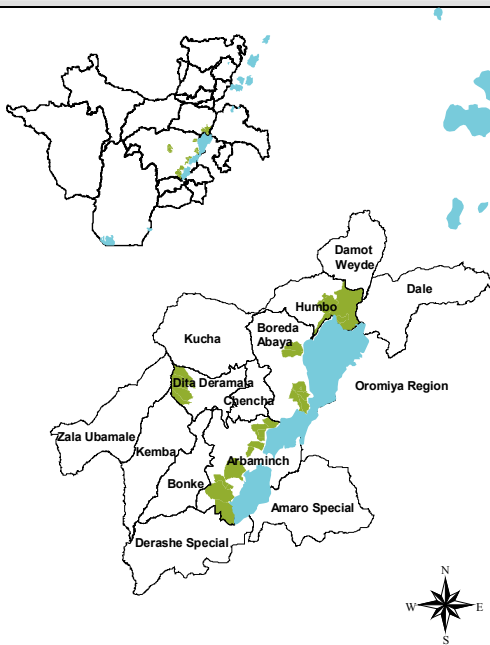 Damot
Weyde
Dale
Humbo
Boreda
Abaya
Kucha
Oromiya Region
Dita Deramala
Chencha
Zala Ubamale
Kemba
Arbaminch
Bonke
Amaro Special
Derashe Special
N
W
E
S